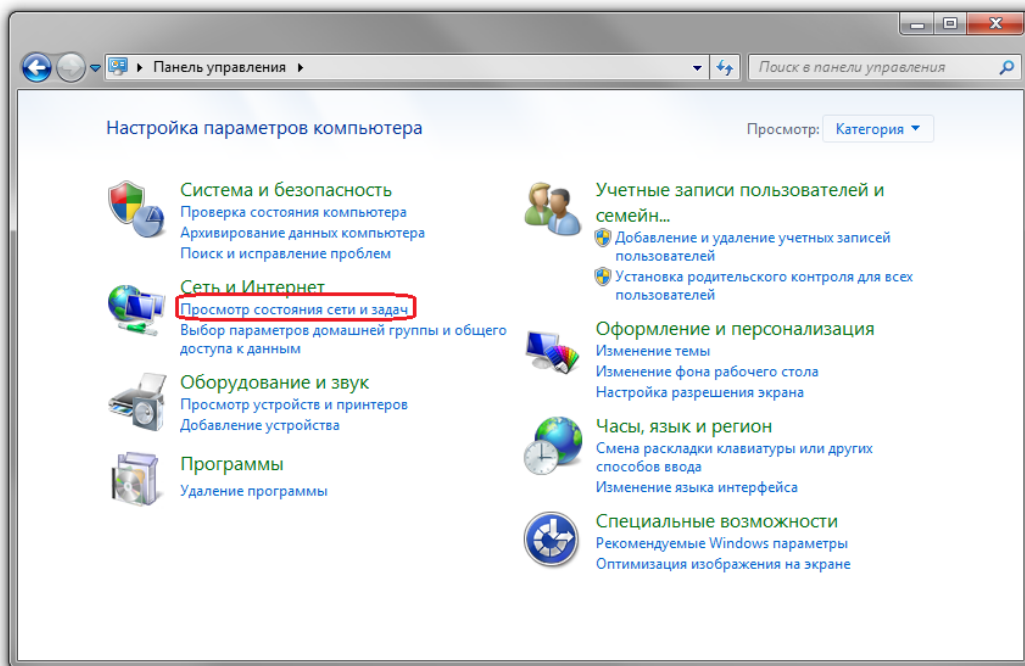 Панель управления
Поиск в панели управления
Настройка параметров компьютера
Просмотр: Категория
Система и безопасность
Проверка состояния компьютера
Архивирование данных компьютера
Поиск и исправление проблем
Сеть и Интернет
Просмотр состояния сети и задач
Выбор параметров домашней группы и общего
доступа к данным
Оборудование и звук
Просмотр устройств и принтеров
Добавление устройства
Программы
Удаление программы
Учетные записи пользователей и
семейн...
Добавление и удаление учетных записей
пользователей
Установка родительского контроля для всех
пользователей
Оформление и персонализация
Изменение темы
Изменение фона рабочего стола
Настройка разрешения экрана
Часы, язык и регион
Смена раскладки клавиатуры или других
способов ввода
Изменение языка интерфейса
Специальные возможности
Рекомендуемые Windows параметры
Оптимизация изображения на экране